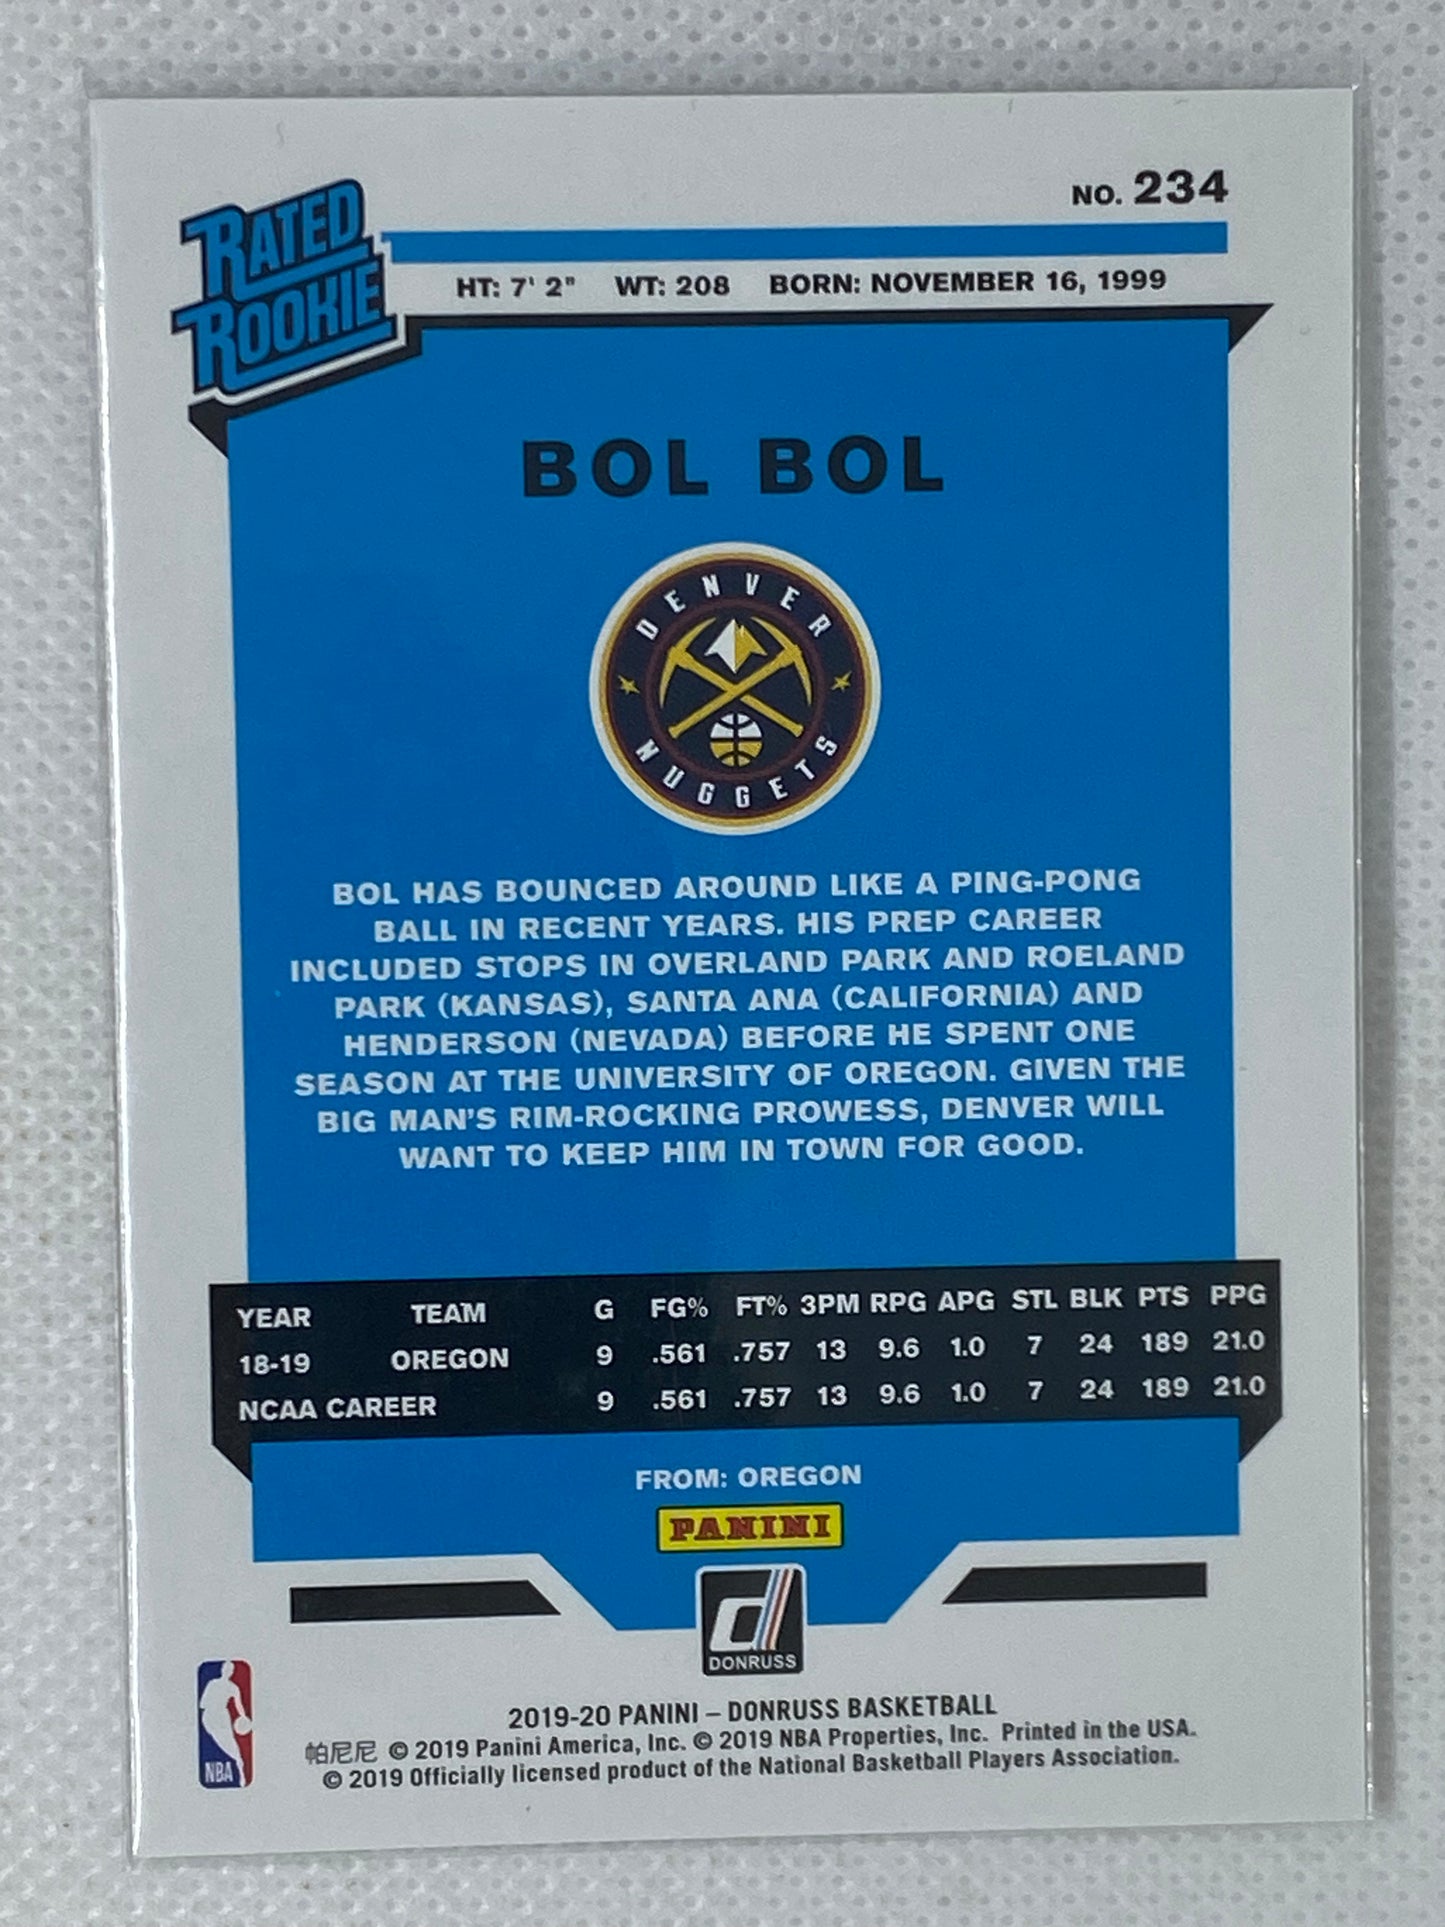 RATED
ROOKIE
NO. 234
HT: 7' 2" WT: 208 BORN: NOVEMBER 16, 1999
BOL BOL
DENVER
NUGGETS
BOL HAS BOUNCED AROUND LIKE A PING-PONG
BALL IN RECENT YEARS. HIS PREP CAREER
INCLUDED STOPS IN OVERLAND PARK AND ROELAND
PARK (KANSAS), SANTA ANA (CALIFORNIA) AND
HENDERSON (NEVADA) BEFORE HE SPENT ONE
SEASON AT THE UNIVERSITY OF OREGON. GIVEN THE
BIG MAN'S RIM-ROCKING PROWESS, DENVER WILL
WANT TO KEEP HIM IN TOWN FOR GOOD.
YEAR TEAM G FG% FT% 3PM RPG APG STL BLK PTS PPG
18-19 OREGON 9 .561 .757 13 9.6 1.0 7 24 189 21.0
NCAA CAREER 9 .561 .757 13 9.6 1.0 7 24 189 21.0
FROM: OREGON
PANINI
d
DONRUSS
NBA
2019-20 PANINI – DONRUSS BASKETBALL
帕尼尼 © 2019 Panini America, Inc. © 2019 NBA Properties, Inc. Printed in the USA.
© 2019 Officially licensed product of the National Basketball Players Association.